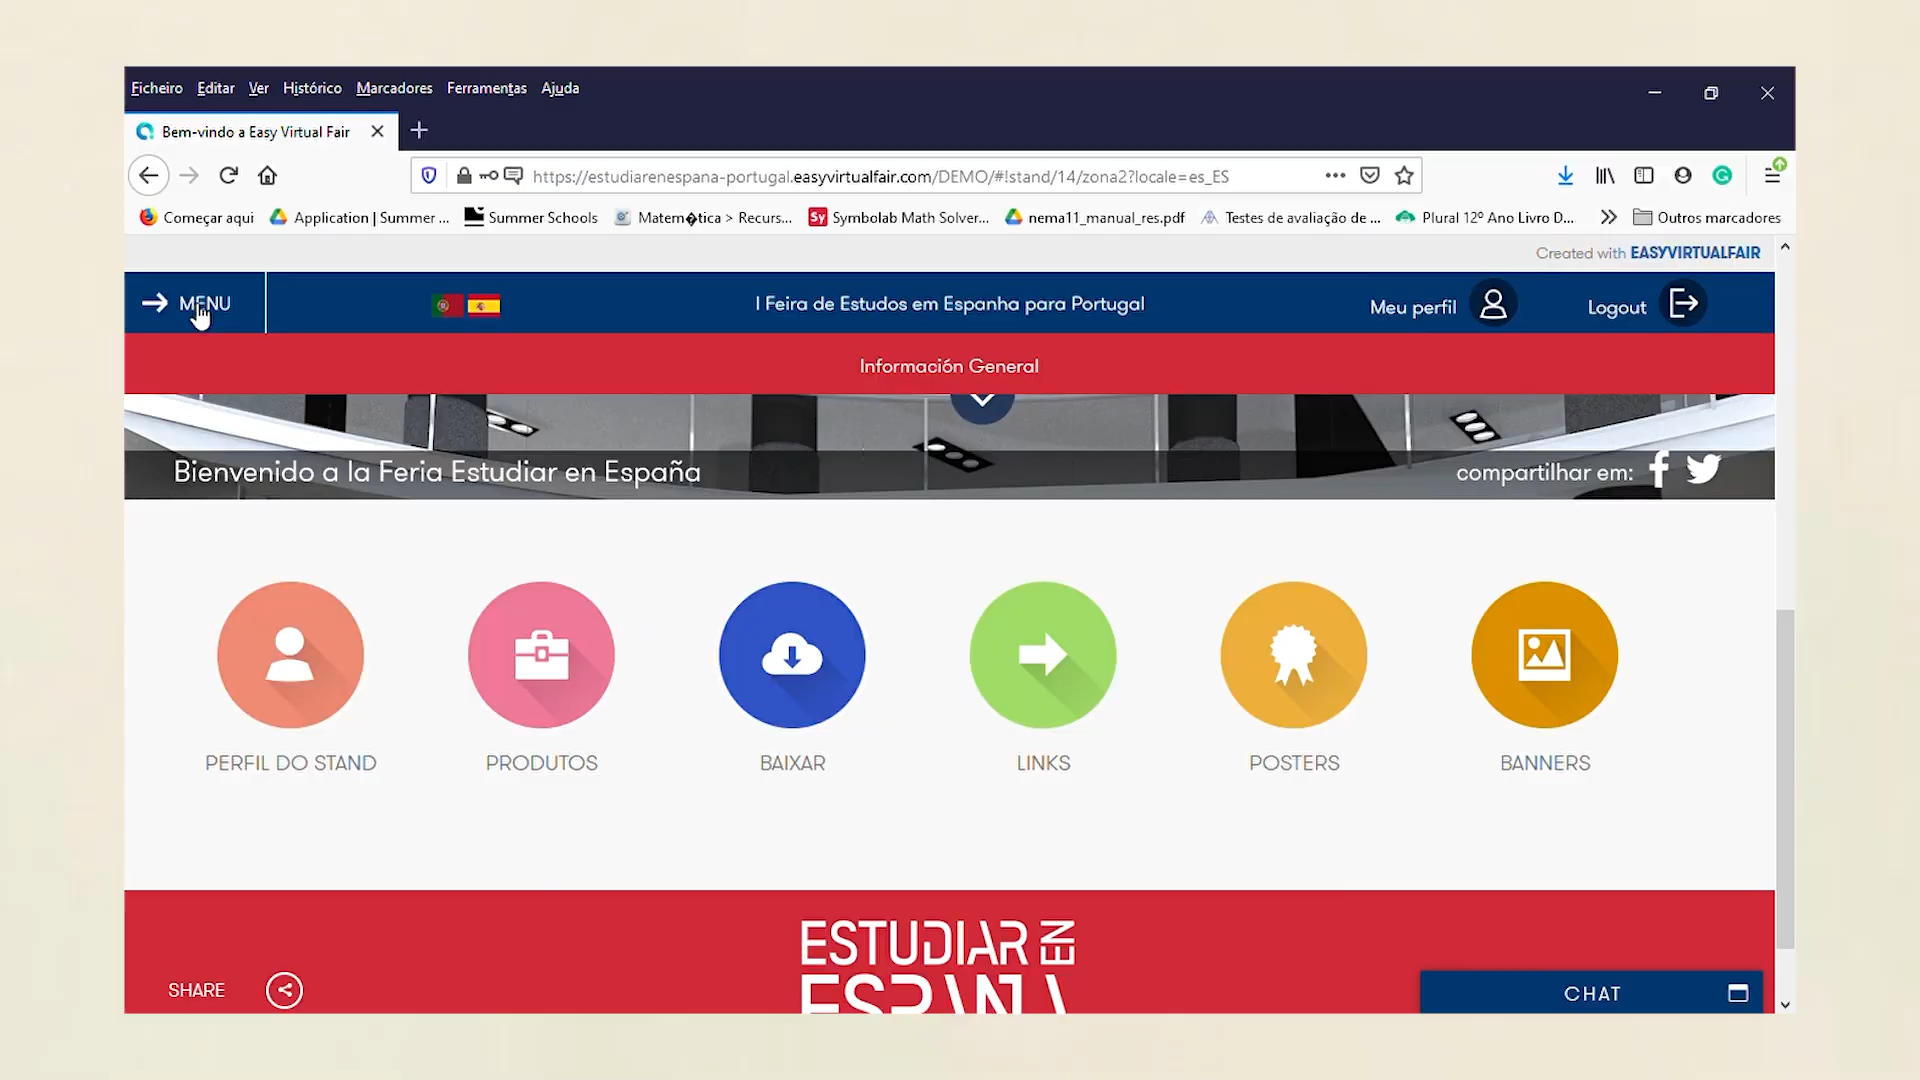 Ficheiro Editar Ver Histórico Marcadores Ferramentas Ajuda
Bem-vindo a Easy Virtual Fair
https://estudiarenespana-portugal.easyvirtualfair.com/DEMO/#!stand/14/zona2?locale=es_ES
Começar aqui Application | Summer ... Summer Schools Matem�tica > Recurs... Sy Symbolab Math Solver... nema11_manual_res.pdf Testes de avaliação de ... Plural 12º Ano Livro D... Outros marcadores
Created with EASYVIRTUALFAIR
MENU I Feira de Estudos em Espanha para Portugal Meu perfil Logout
Información General
Bienvenido a la Feria Estudiar en España compartilhar em:
PERFIL DO STAND PRODUTOS BAIXAR LINKS POSTERS BANNERS
ESTUDIAR EN
ESPAÑA
SHARE CHAT